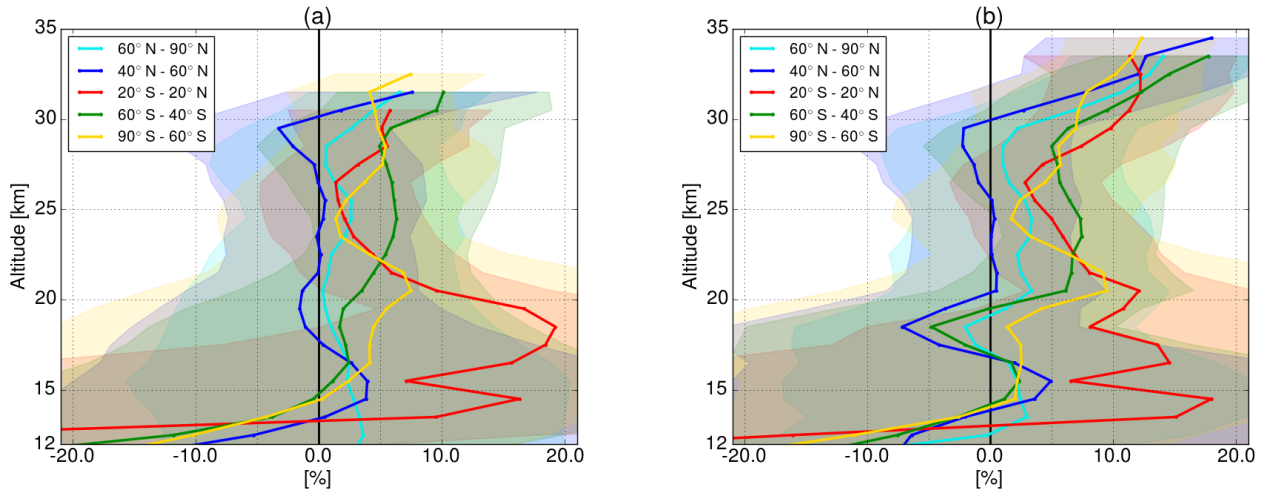 (a)
35
30
25
20
15
12
Altitude [km]
60° N - 90° N
40° N - 60° N
20° S - 20° N
60° S - 40° S
90° S - 60° S
-20.0 -10.0 0.0 10.0 20.0
[%]
(b)
35
30
25
20
15
12
Altitude [km]
60° N - 90° N
40° N - 60° N
20° S - 20° N
60° S - 40° S
90° S - 60° S
-20.0 -10.0 0.0 10.0 20.0
[%]